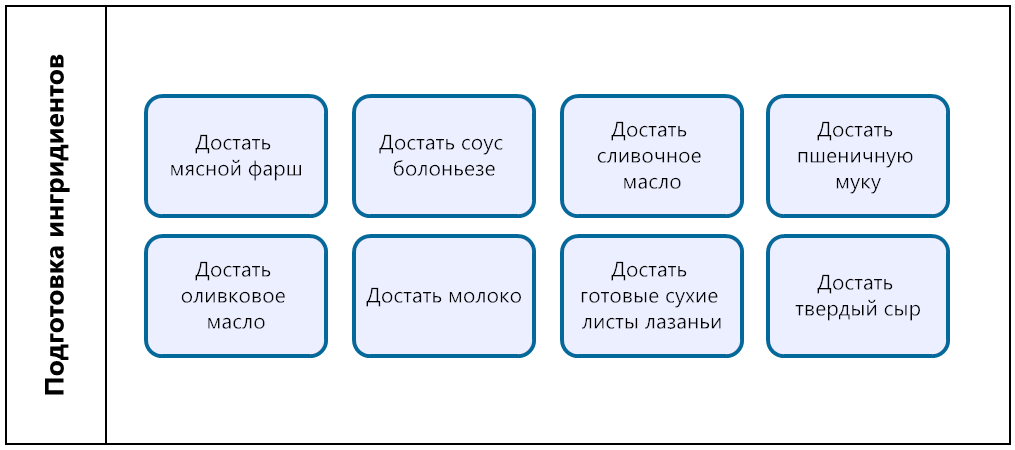 Подготовка ингридиентов
Достать
мясной фарш
Достать соус
болоньезе
Достать
сливочное
масло
Достать
пшеничную
муку
Достать
оливковое
масло
Достать молоко
Достать
готовые сухие
листы лазаньи
Достать
твердый сыр